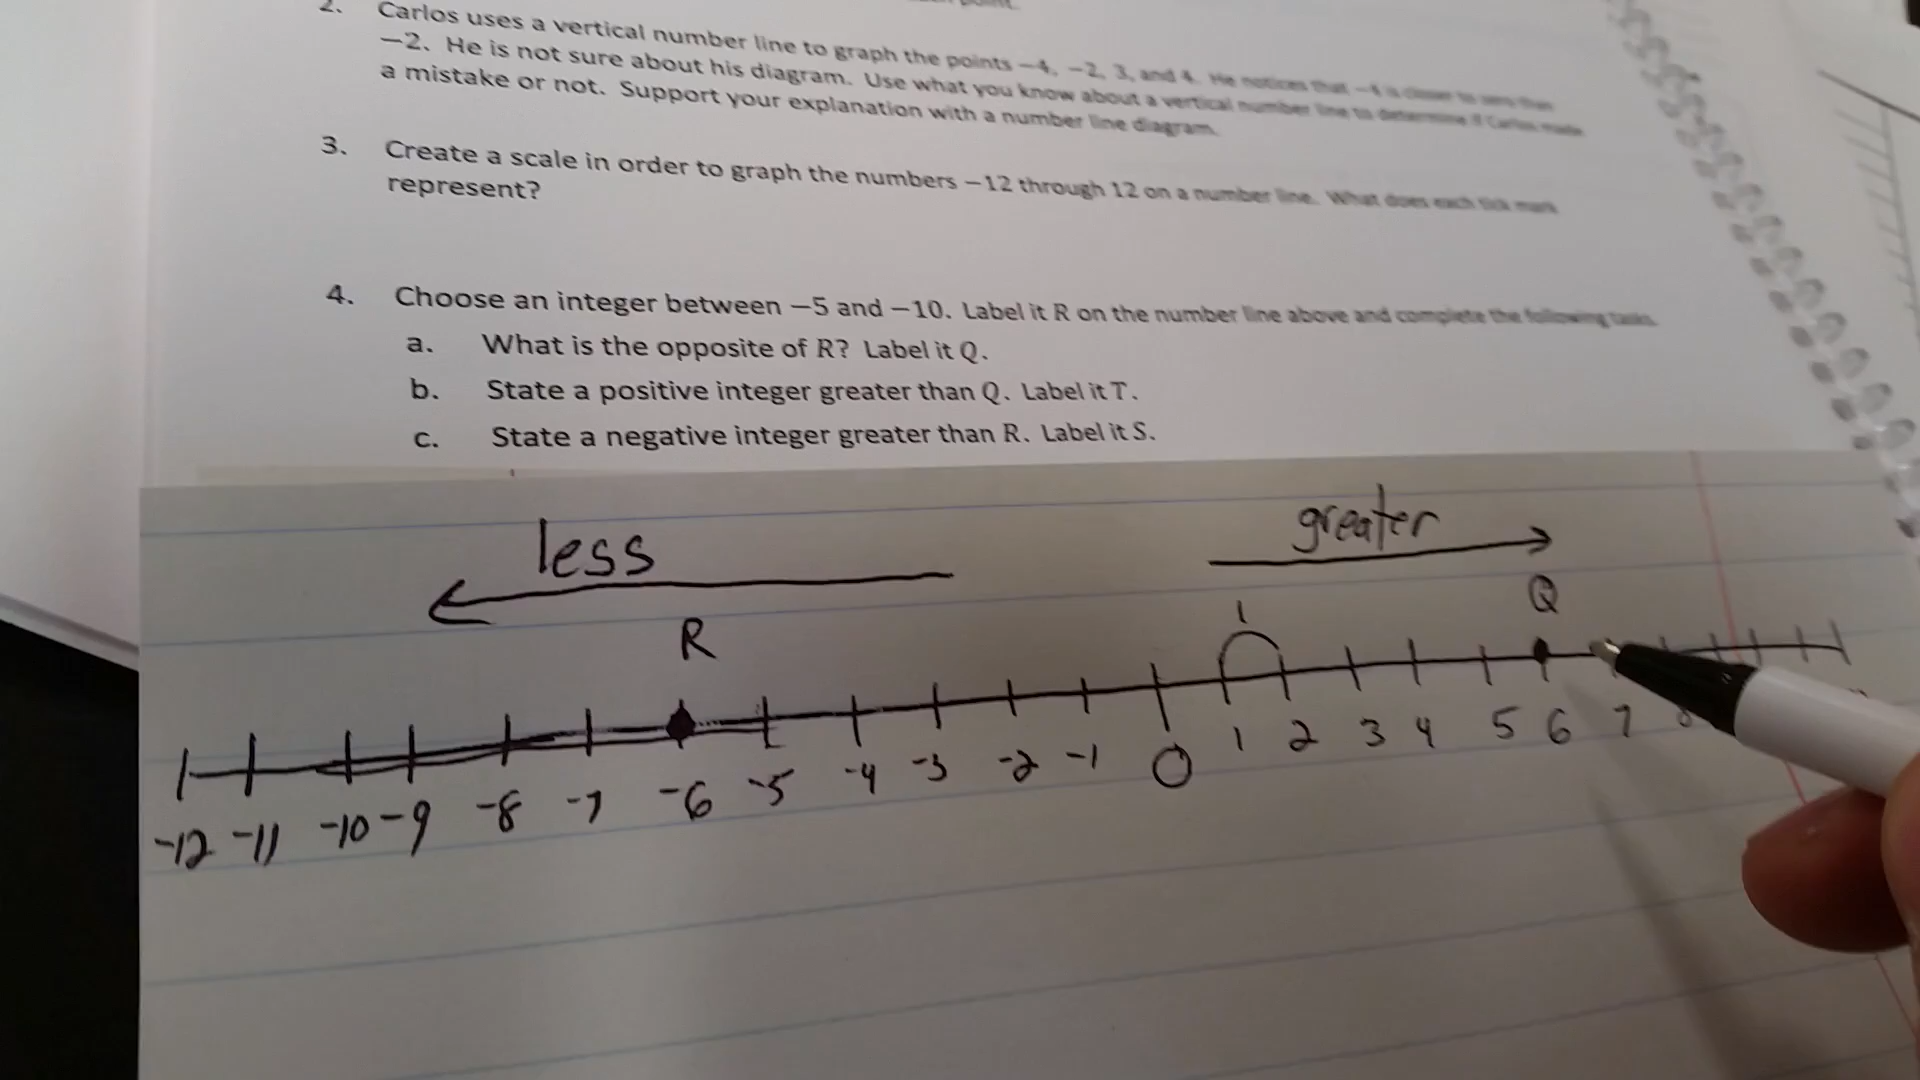 2. Carlos uses a vertical number line to graph the points −4, −2, 3, and 4. He notices that −4 is closer to zero than
−2. He is not sure about his diagram. Use what you know about a vertical number line to determine if Carlos made
a mistake or not. Support your explanation with a number line diagram.
3. Create a scale in order to graph the numbers −12 through 12 on a number line. What does each tick mark
represent?
4. Choose an integer between −5 and −10. Label it R on the number line above and complete the following tasks.
a. What is the opposite of R? Label it Q.
b. State a positive integer greater than Q. Label it T.
c. State a negative integer greater than R. Label it S.
less greater
R 1 Q
-12 -11 -10 -9 -8 -7 -6 -5 -4 -3 -2 -1 0 1 2 3 4 5 6 7